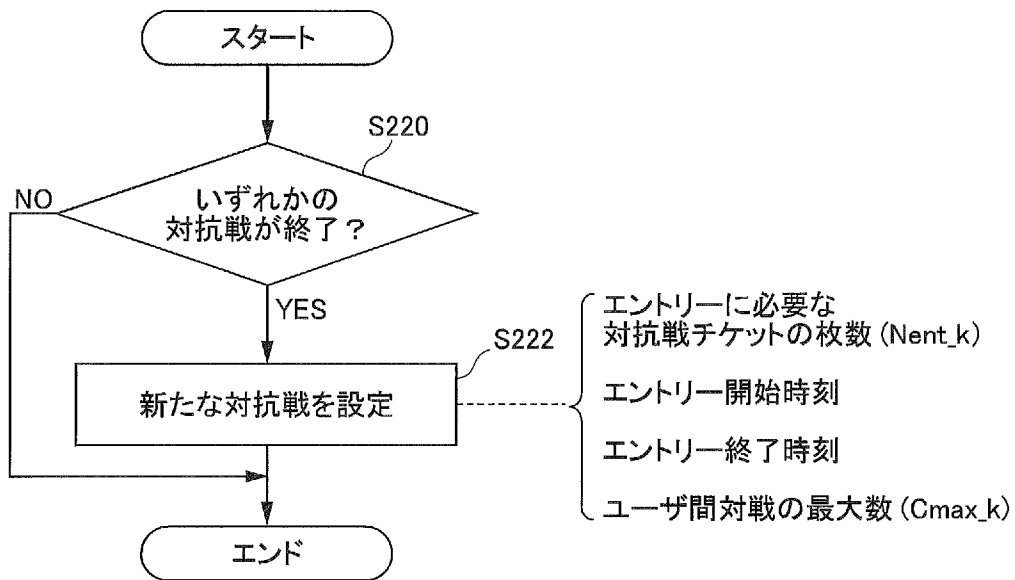 スタート
S220
NO
いずれかの
対抗戦が終了?
YES
S222
新たな対抗戦を設定
エントリーに必要な
対抗戦チケットの枚数(Nent_k)
エントリー開始時刻
エントリー終了時刻
ユーザ間対戦の最大数(Cmax_k)
エンド